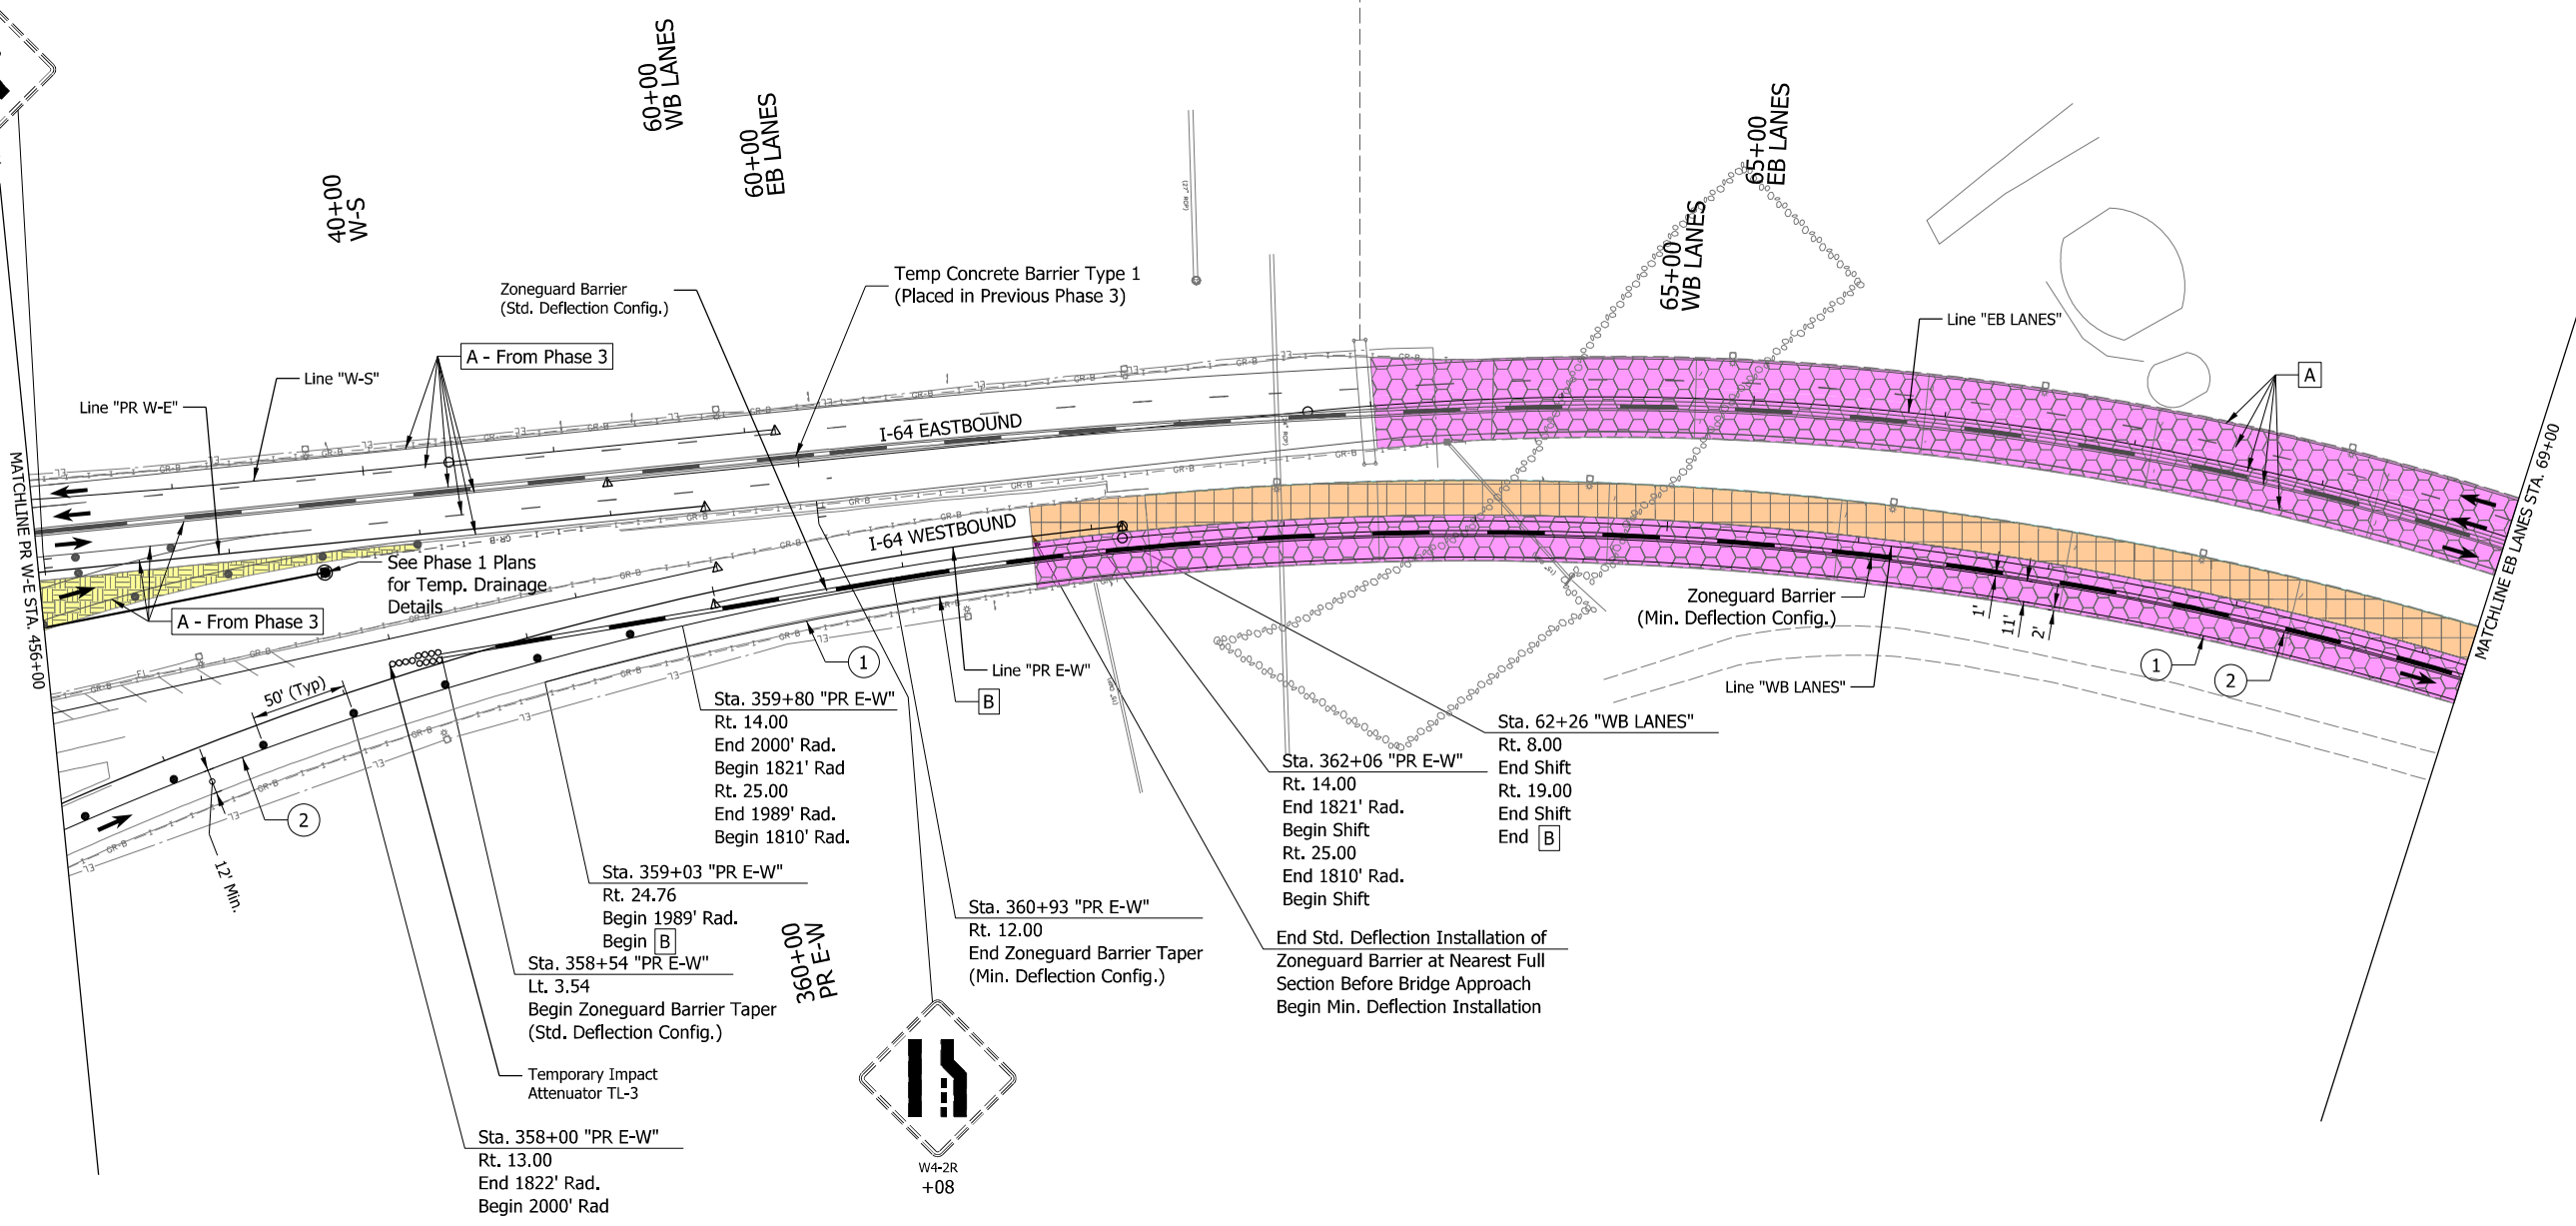 60+00
WB LANES
60+00
EB LANES
40+00
W-S
65+00
EB LANES
65+00
WB LANES
Zoneguard Barrier
(Std. Deflection Config.)
Temp Concrete Barrier Type 1
(Placed in Previous Phase 3)
Line "EB LANES"
A - From Phase 3
Line "W-S"
Line "PR W-E"
A
I-64 EASTBOUND
I-64 WESTBOUND
MATCHLINE PR W-E STA. 456+00
MATCHLINE EB LANES STA. 69+00
See Phase 1 Plans
for Temp. Drainage
Details
A - From Phase 3
Zoneguard Barrier
(Min. Deflection Config.)
1'
11'
2'
1
2
Line "WB LANES"
1
Line "PR E-W"
B
50' (Typ)
2
12' Min.
Sta. 359+80 "PR E-W"
Rt. 14.00
End 2000' Rad.
Begin 1821' Rad
Rt. 25.00
End 1989' Rad.
Begin 1810' Rad.
Sta. 62+26 "WB LANES"
Rt. 8.00
End Shift
Rt. 19.00
End Shift
End B
Sta. 362+06 "PR E-W"
Rt. 14.00
End 1821' Rad.
Begin Shift
Rt. 25.00
End 1810' Rad.
Begin Shift
Sta. 359+03 "PR E-W"
Rt. 24.76
Begin 1989' Rad.
Begin B
Sta. 360+93 "PR E-W"
Rt. 12.00
End Zoneguard Barrier Taper
(Min. Deflection Config.)
End Std. Deflection Installation of
Zoneguard Barrier at Nearest Full
Section Before Bridge Approach
Begin Min. Deflection Installation
360+00
PR E-W
Sta. 358+54 "PR E-W"
Lt. 3.54
Begin Zoneguard Barrier Taper
(Std. Deflection Config.)
Temporary Impact
Attenuator TL-3
Sta. 358+00 "PR E-W"
Rt. 13.00
End 1822' Rad.
Begin 2000' Rad
W4-2R
+08